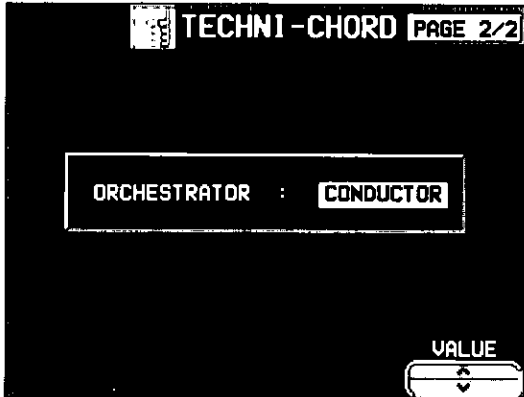 TECHNI-CHORD PAGE 2/2
ORCHESTRATOR : CONDUCTOR
VALUE